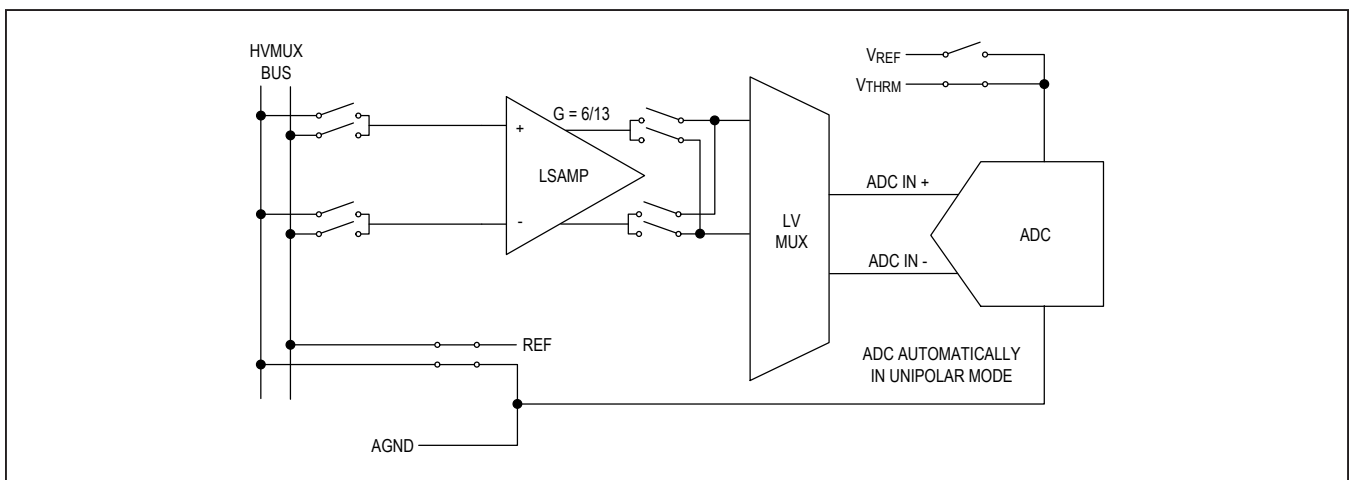 HVMUX
BUS
VREF
VTHRM
G = 6/13
+
LSAMP
-
LV
MUX
ADC IN +
ADC IN -
ADC
REF
ADC AUTOMATICALLY
IN UNIPOLAR MODE
AGND